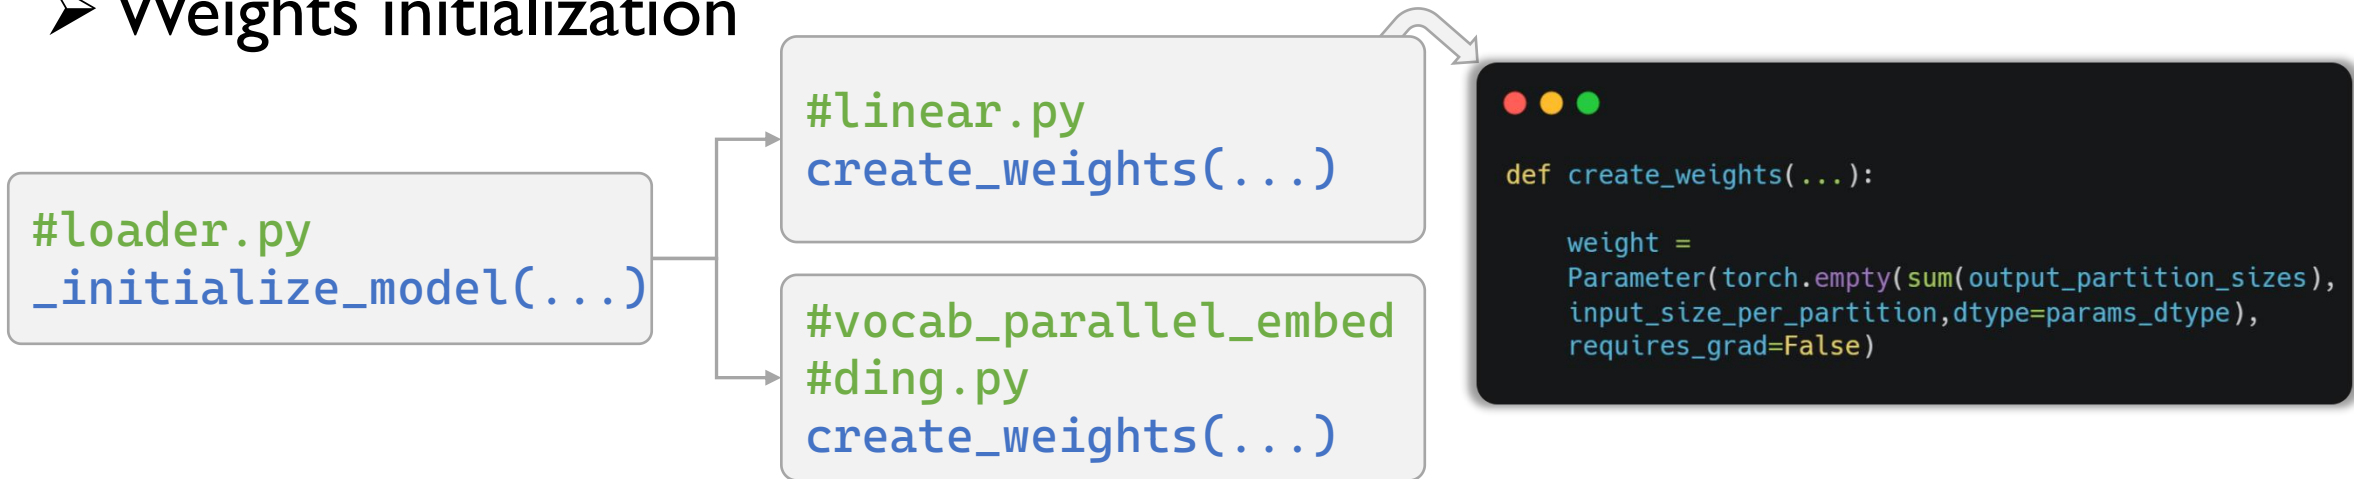 ➤ Weights initialization
#loader.py
_initialize_model(...)
#linear.py
create_weights(...)
#vocab_parallel_embed
#ding.py
create_weights(...)
def create_weights(...):
weight =
Parameter(torch.empty(sum(output_partition_sizes),
input_size_per_partition,dtype=params_dtype),
requires_grad=False)